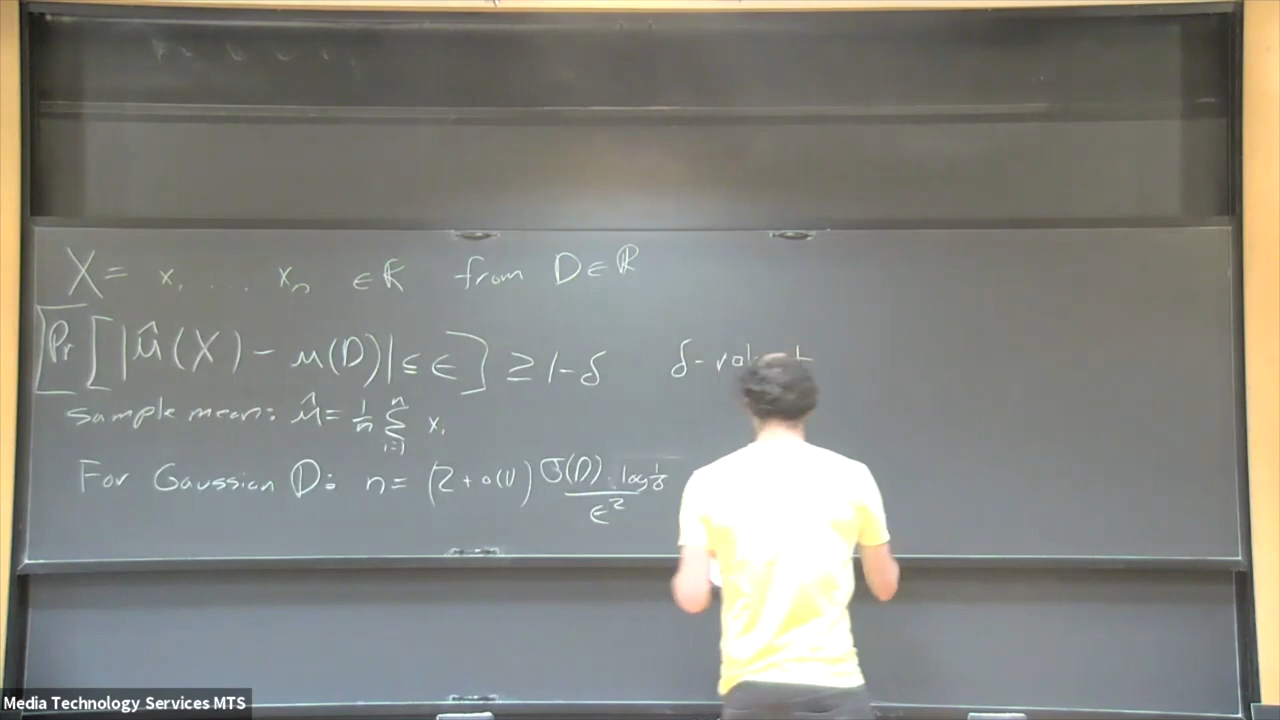 X = x₁ .... xₙ ∈ ℝ from D ∈ ℝ
Pr[|μ̂(X) - μ(D)| ≤ ε] ≥ 1-δ δ-
sample mean: μ̂ = 1/n Σᵢ₌₁ⁿ xᵢ
For Gaussian D: n = (2+o(1)) σ(D)·log 1/δ / ε²
Media Technology Services MTS